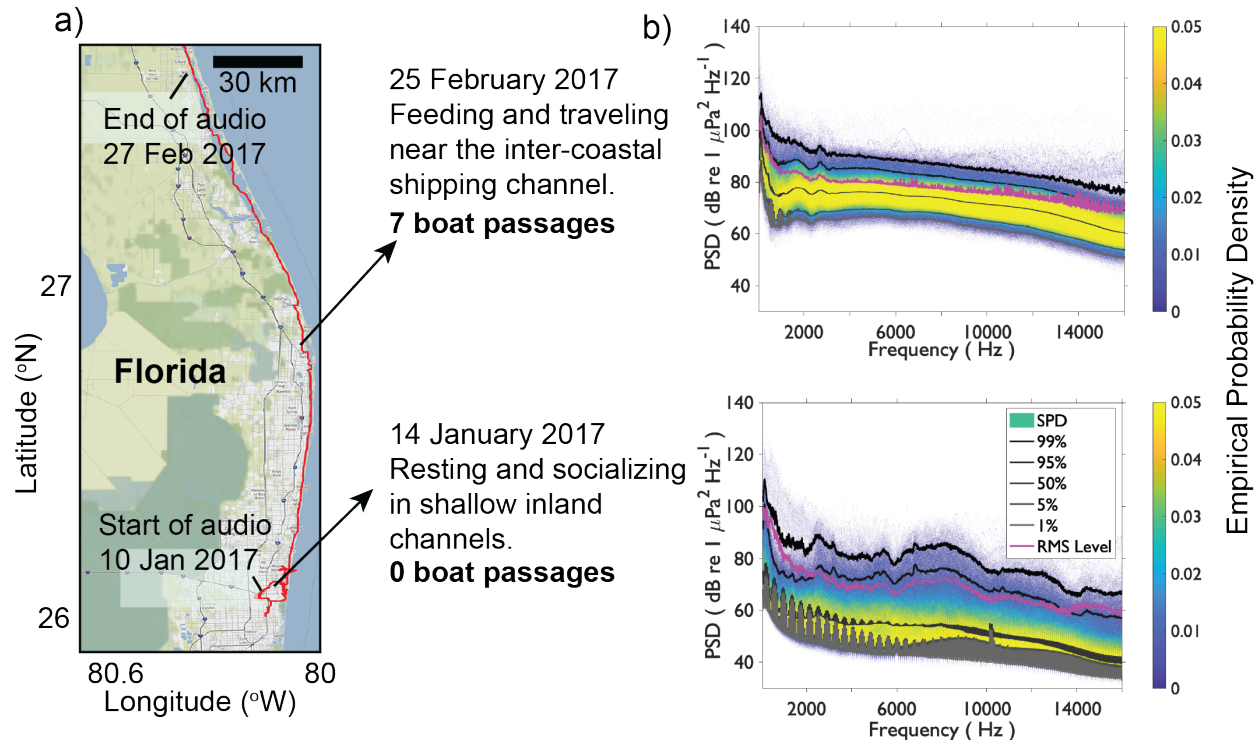 a)
30 km
End of audio
27 Feb 2017
27
Latitude (°N)
Florida
Start of audio
10 Jan 2017
26
80.6
80
Longitude (°W)
25 February 2017
Feeding and traveling
near the inter-coastal
shipping channel.
7 boat passages
14 January 2017
Resting and socializing
in shallow inland
channels.
0 boat passages
b)
140
120
100
80
60
40
PSD ( dB re l μPa² Hz⁻¹ )
2000
6000
10000
14000
Frequency ( Hz )
0.05
0.04
0.03
0.02
0.01
0
140
120
100
80
60
40
PSD ( dB re l μPa² Hz⁻¹ )
2000
6000
10000
14000
Frequency ( Hz )
SPD
99%
95%
50%
5%
1%
RMS Level
0.05
0.04
0.03
0.02
0.01
0
Empirical Probability Density